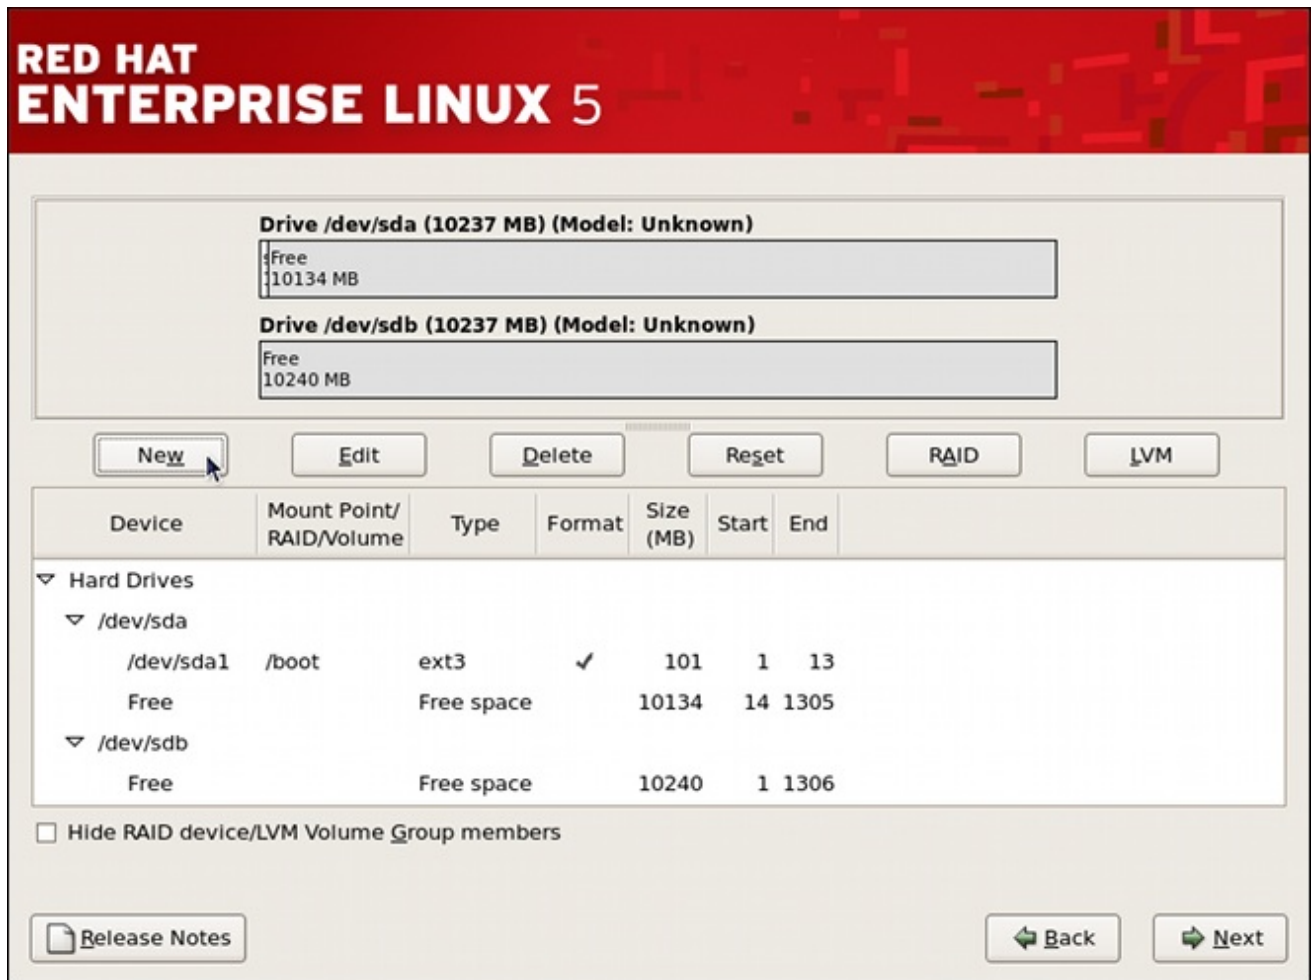 RED HAT
ENTERPRISE LINUX 5
Drive /dev/sda (10237 MB) (Model: Unknown)
Free
10134 MB
Drive /dev/sdb (10237 MB) (Model: Unknown)
Free
10240 MB
New Edit Delete Reset RAID LVM
Device Mount Point/ RAID/Volume Type Format Size (MB) Start End
Hard Drives
/dev/sda
/dev/sda1 /boot ext3 ✓ 101 1 13
Free Free space 10134 14 1305
/dev/sdb
Free Free space 10240 1 1306
Hide RAID device/LVM Volume Group members
Release Notes Back Next